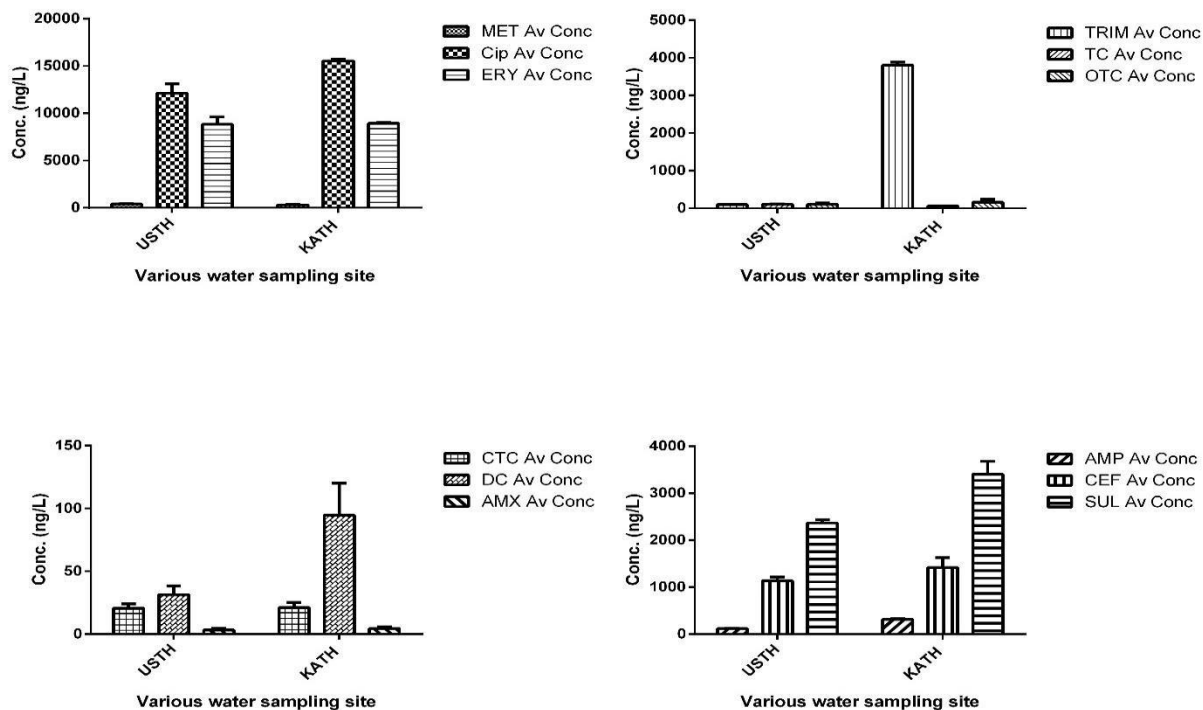 20000
15000
10000
5000
0
Conc. (ng/L)
USTH
KATH
Various water sampling site
MET Av Conc
Cip Av Conc
ERY Av Conc
5000
4000
3000
2000
1000
0
Conc. (ng/L)
USTH
KATH
Various water sampling site
TRIM Av Conc
TC Av Conc
OTC Av Conc
150
100
50
0
Conc. (ng/L)
USTH
KATH
Various water sampling site
CTC Av Conc
DC Av Conc
AMX Av Conc
4000
3000
2000
1000
0
Conc. (ng/L)
USTH
KATH
Various water sampling site
AMP Av Conc
CEF Av Conc
SUL Av Conc